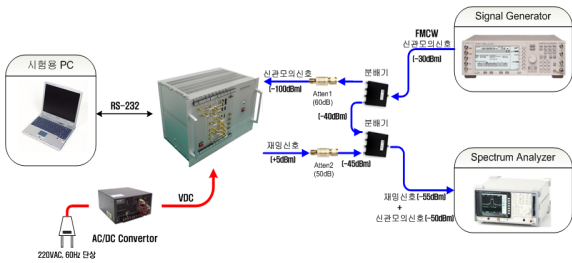 Signal Generator
FMCW
신관모의신호
(-30dBm)
시험용 PC
RS-232
신관모의신호
(-100dBm)
Atten1
(60dB)
분배기
(-40dBm)
분배기
재밍신호
(+5dBm)
Atten2
(50dB)
(-45dBm)
Spectrum Analyzer
재밍신호(-55dBm)
+
신관모의신호(-50dBm)
VDC
AC/DC Convertor
220VAC, 60Hz 단상